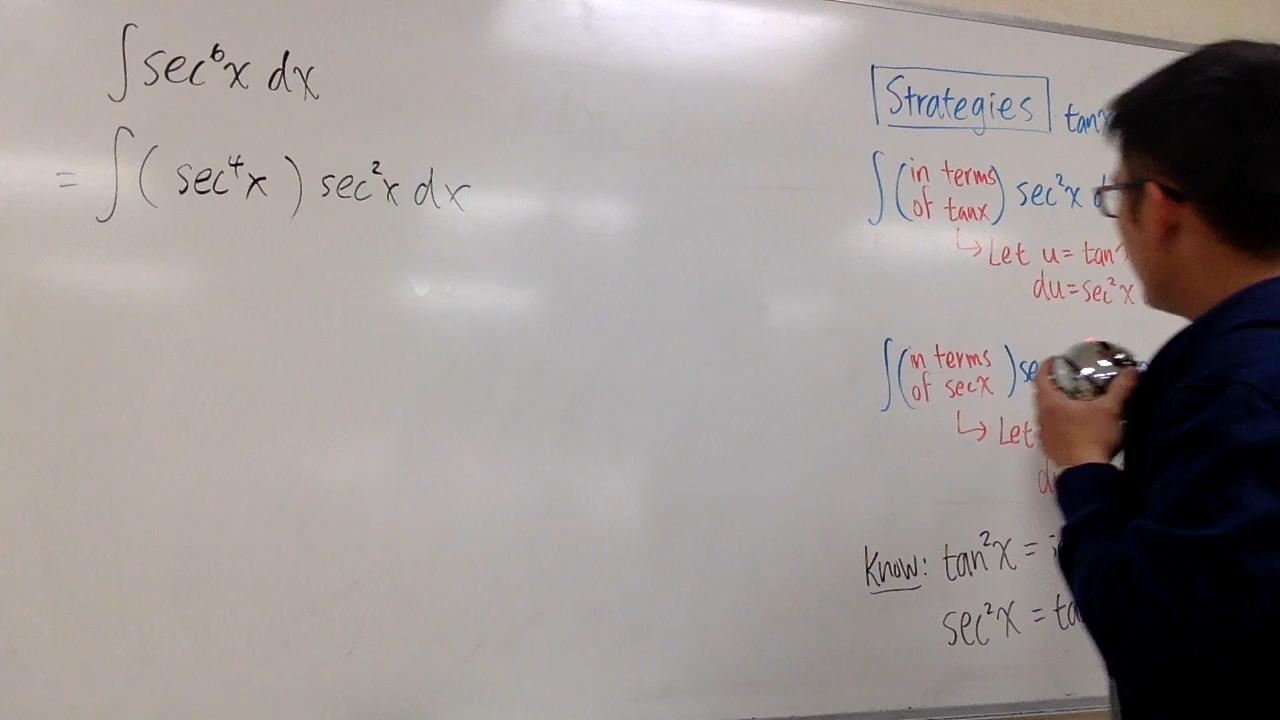 ∫ sec⁶x dx
= ∫ ( sec⁴x ) sec²x dx
Strategies
∫ (in terms of tanx) sec²x
↳ Let u = tan
du = sec²x
∫ (in terms of secx)
↳ Let
Know: tan²x =
sec²x =